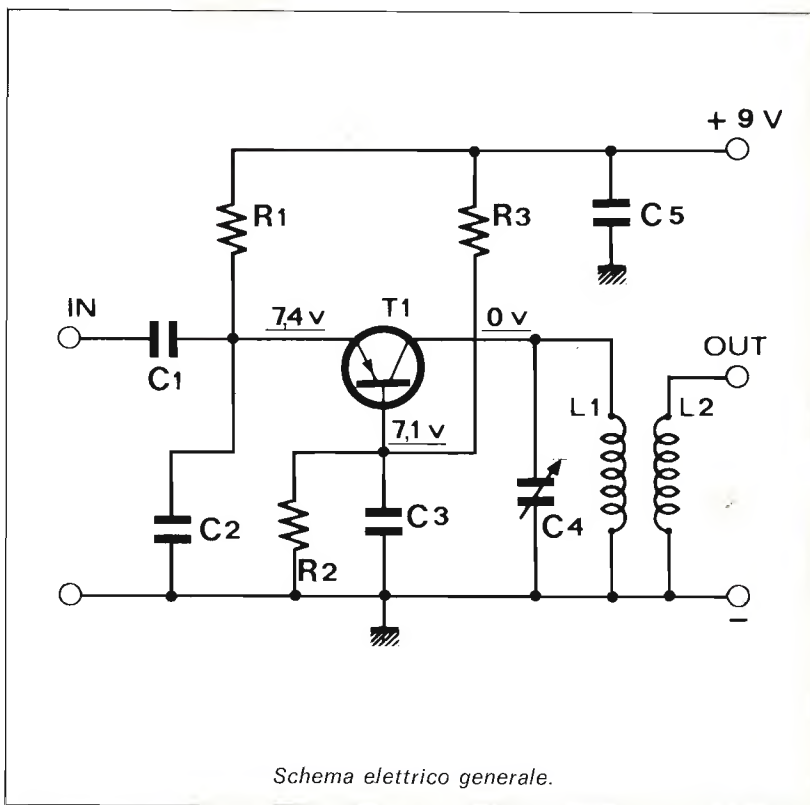 + 9 V
R1
R3
C5
IN
7,4 v
T1
0 v
OUT
C1
L1
L2
7,1 v
C2
R2
C3
C4
−
Schema elettrico generale.